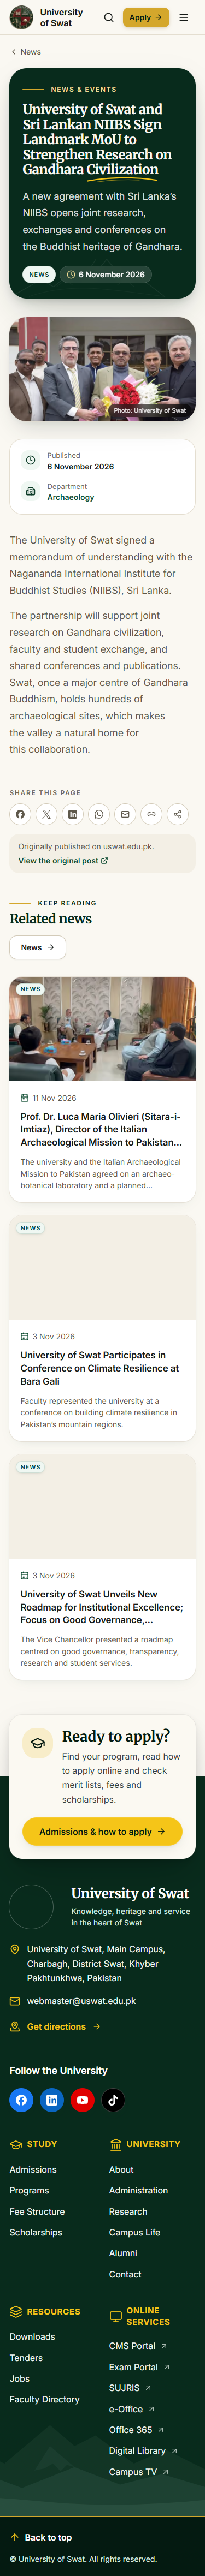 University
of Swat
Apply
News
NEWS & EVENTS
University of Swat and
Sri Lankan NIIBS Sign
Landmark MoU to
Strengthen Research on
Gandhara Civilization
A new agreement with Sri Lanka's
NIIBS opens joint research,
exchanges and conferences on
the Buddhist heritage of Gandhara.
NEWS
6 November 2026
Photo: University of Swat
Published
6 November 2026
Department
Archaeology
The University of Swat signed a
memorandum of understanding with the
Nagananda International Institute for
Buddhist Studies (NIIBS), Sri Lanka.
The partnership will support joint
research on Gandhara civilization,
faculty and student exchange, and
shared conferences and publications.
Swat, once a major centre of Gandhara
Buddhism, holds hundreds of
archaeological sites, which makes
the valley a natural home for
this collaboration.
SHARE THIS PAGE
Originally published on uswat.edu.pk.
View the original post
KEEP READING
Related news
News
NEWS
11 Nov 2026
Prof. Dr. Luca Maria Olivieri (Sitara-i-
Imtiaz), Director of the Italian
Archaeological Mission to Pakistan...
The university and the Italian Archaeological
Mission to Pakistan agreed on an archaeo-
botanical laboratory and a planned...
NEWS
3 Nov 2026
University of Swat Participates in
Conference on Climate Resilience at
Bara Gali
Faculty represented the university at a
conference on building climate resilience in
Pakistan's mountain regions.
NEWS
3 Nov 2026
University of Swat Unveils New
Roadmap for Institutional Excellence;
Focus on Good Governance,...
The Vice Chancellor presented a roadmap
centred on good governance, transparency,
research and student services.
Ready to apply?
Find your program, read how
to apply online and check
merit lists, fees and
scholarships.
Admissions & how to apply
University of Swat
Knowledge, heritage and service
in the heart of Swat
University of Swat, Main Campus,
Charbagh, District Swat, Khyber
Pakhtunkhwa, Pakistan
webmaster@uswat.edu.pk
Get directions
Follow the University
STUDY
Admissions
Programs
Fee Structure
Scholarships
UNIVERSITY
About
Administration
Research
Campus Life
Alumni
Contact
RESOURCES
Downloads
Tenders
Jobs
Faculty Directory
ONLINE
SERVICES
CMS Portal
Exam Portal
SUJRIS
e-Office
Office 365
Digital Library
Campus TV
Back to top
© University of Swat. All rights reserved.